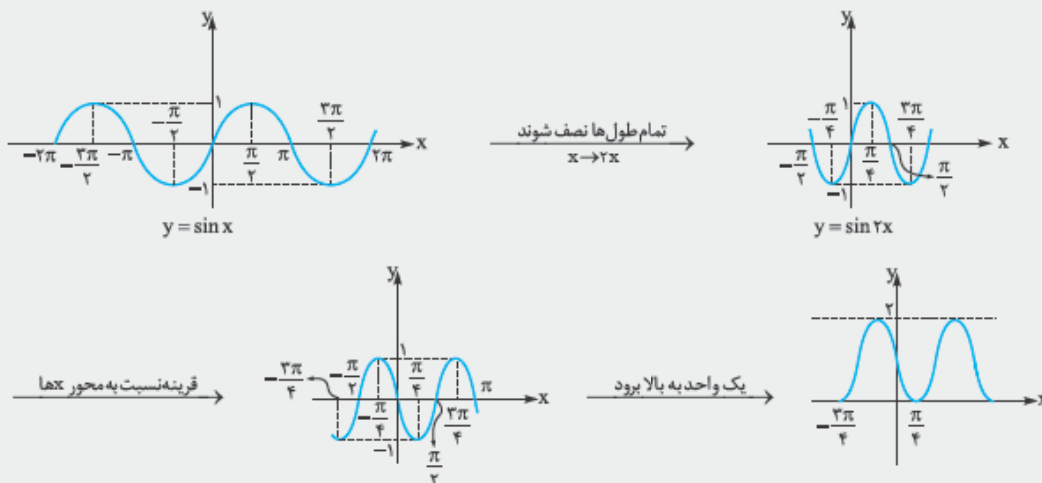 y
۱
−۲π
−۳π/۲
−π
−π/۲
π/۲
π
۳π/۲
۲π
x
−۱
y = sin x
تمام طول‌ها نصف شوند
x→۲x
y
۱
−π/۲
−π/۴
π/۴
۳π/۴
x
π/۲
−۱
y = sin ۲x
قرینه نسبت به محور xها
y
۱
−۳π/۴
−π/۲
−π/۴
π/۴
π/۲
۳π/۴
π
x
−۱
یک واحد به بالا برود
y
۲
−۳π/۴
π/۴
x